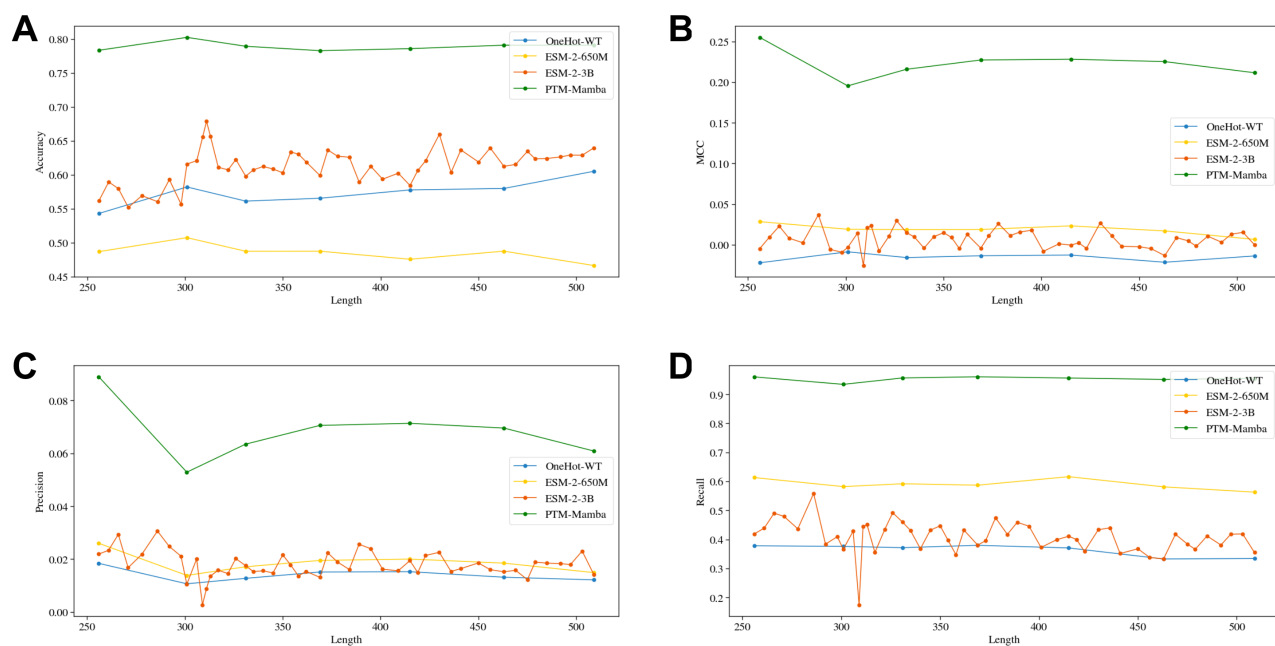 A
Accuracy
0.80
0.75
0.70
0.65
0.60
0.55
0.50
0.45
250
300
350
400
450
500
Length
OneHot-WT
ESM-2-650M
ESM-2-3B
PTM-Mamba
B
MCC
0.25
0.20
0.15
0.10
0.05
0.00
250
300
350
400
450
500
Length
OneHot-WT
ESM-2-650M
ESM-2-3B
PTM-Mamba
C
Precision
0.08
0.06
0.04
0.02
0.00
250
300
350
400
450
500
Length
OneHot-WT
ESM-2-650M
ESM-2-3B
PTM-Mamba
D
Recall
0.9
0.8
0.7
0.6
0.5
0.4
0.3
0.2
250
300
350
400
450
500
Length
OneHot-WT
ESM-2-650M
ESM-2-3B
PTM-Mamba